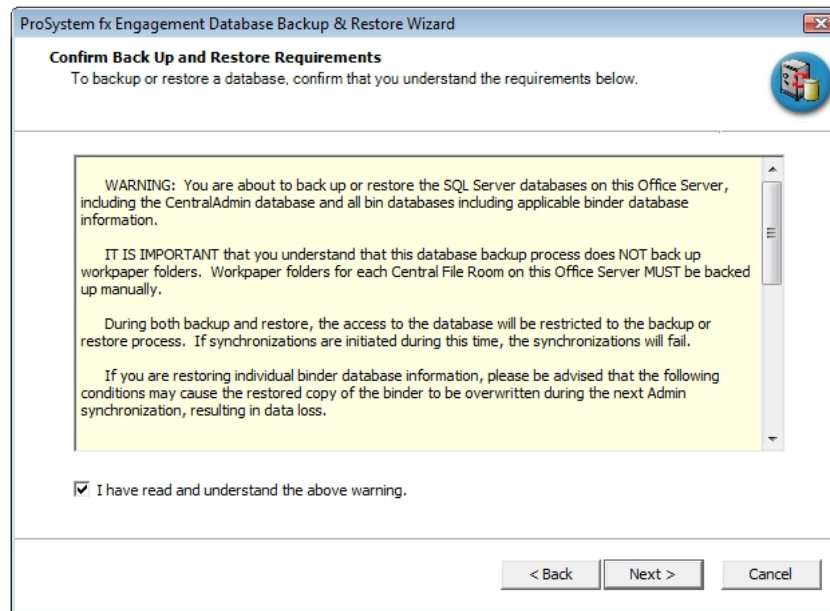 ProSystem fx Engagement Database Backup & Restore Wizard
Confirm Back Up and Restore Requirements
To backup or restore a database, confirm that you understand the requirements below.
WARNING: You are about to back up or restore the SQL Server databases on this Office Server,
including the CentralAdmin database and all bin databases including applicable binder database
information.
IT IS IMPORTANT that you understand that this database backup process does NOT back up
workpaper folders. Workpaper folders for each Central File Room on this Office Server MUST be backed
up manually.
During both backup and restore, the access to the database will be restricted to the backup or
restore process. If synchronizations are initiated during this time, the synchronizations will fail.
If you are restoring individual binder database information, please be advised that the following
conditions may cause the restored copy of the binder to be overwritten during the next Admin
synchronization, resulting in data loss.
I have read and understand the above warning.
< Back Next > Cancel